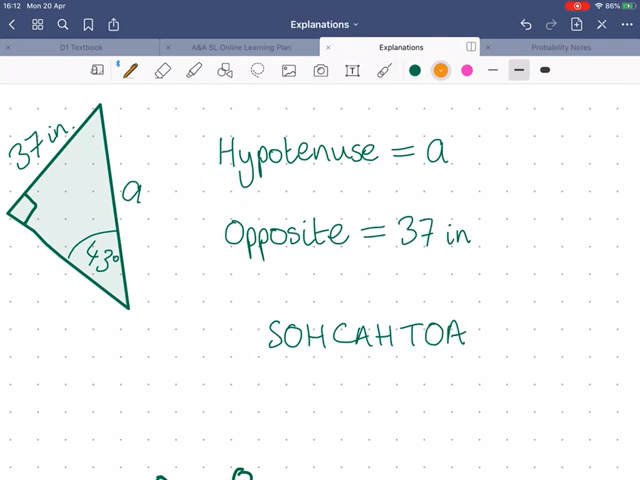 16:12 Mon 20 Apr
86%
Explanations
D1 Textbook
A&A SL Online Learning Plan
Explanations
Probability Notes
37 in.
Hypotenuse = a
a
Opposite = 37 in
43°
SOHCAHTOA